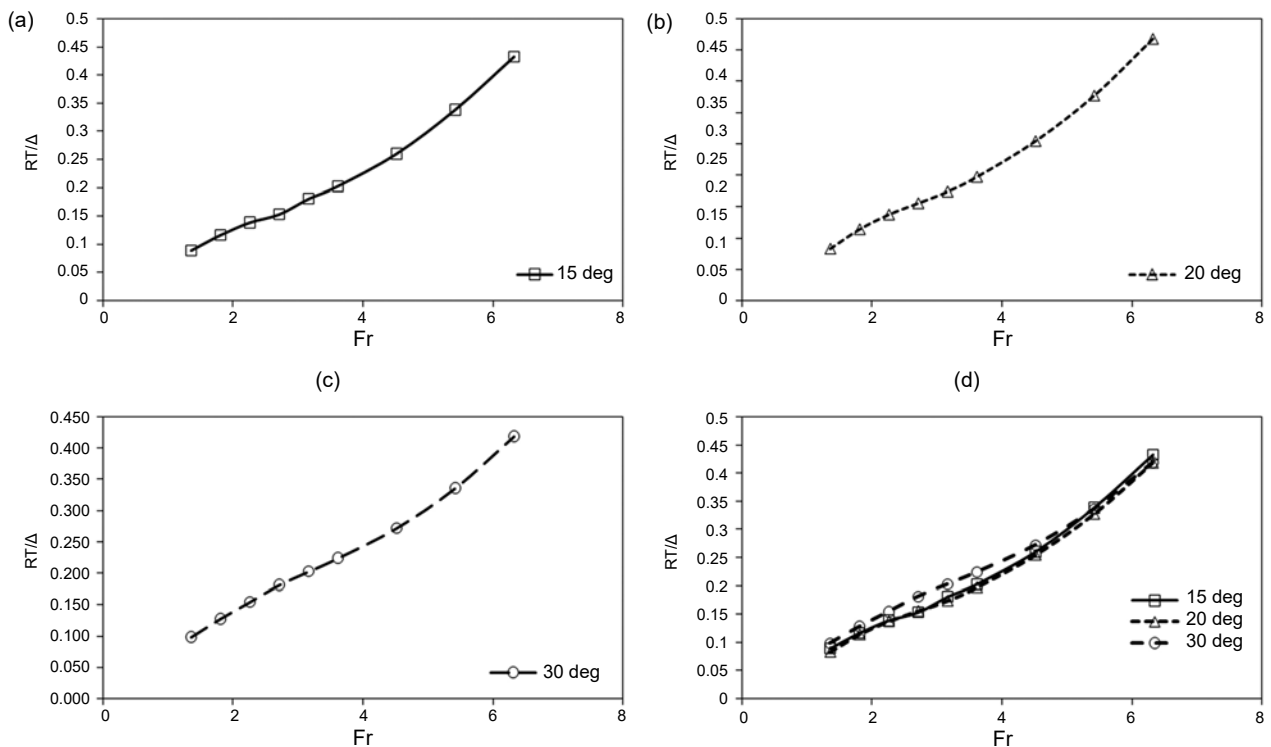 (a)
0.5
0.45
0.4
0.35
0.3
0.25
0.2
0.15
0.1
0.05
0
RT/Δ
0 2 4 6 8
Fr
15 deg
(b)
0.5
0.45
0.4
0.35
0.3
0.25
0.2
0.15
0.1
0.05
0
RT/Δ
0 2 4 6 8
Fr
20 deg
(c)
0.450
0.400
0.350
0.300
0.250
0.200
0.150
0.100
0.050
0.000
RT/Δ
0 2 4 6 8
Fr
30 deg
(d)
0.5
0.45
0.4
0.35
0.3
0.25
0.2
0.15
0.1
0.05
0
RT/Δ
0 2 4 6 8
Fr
15 deg
20 deg
30 deg